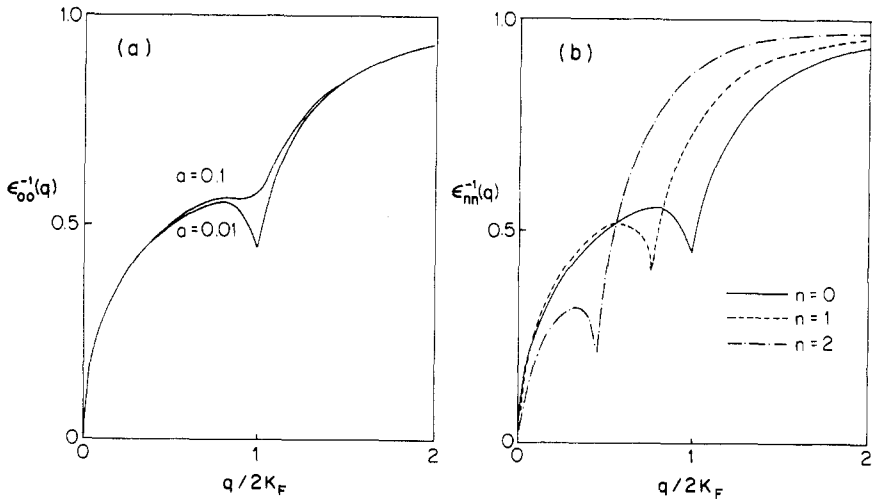 (a)
1.0
ϵ₀₀⁻¹(q)
0.5
0
a=0.1
a=0.01
0
1
2
q/2K_F
(b)
1.0
ϵₙₙ⁻¹(q)
0.5
0
n=0
n=1
n=2
0
1
2
q/2K_F